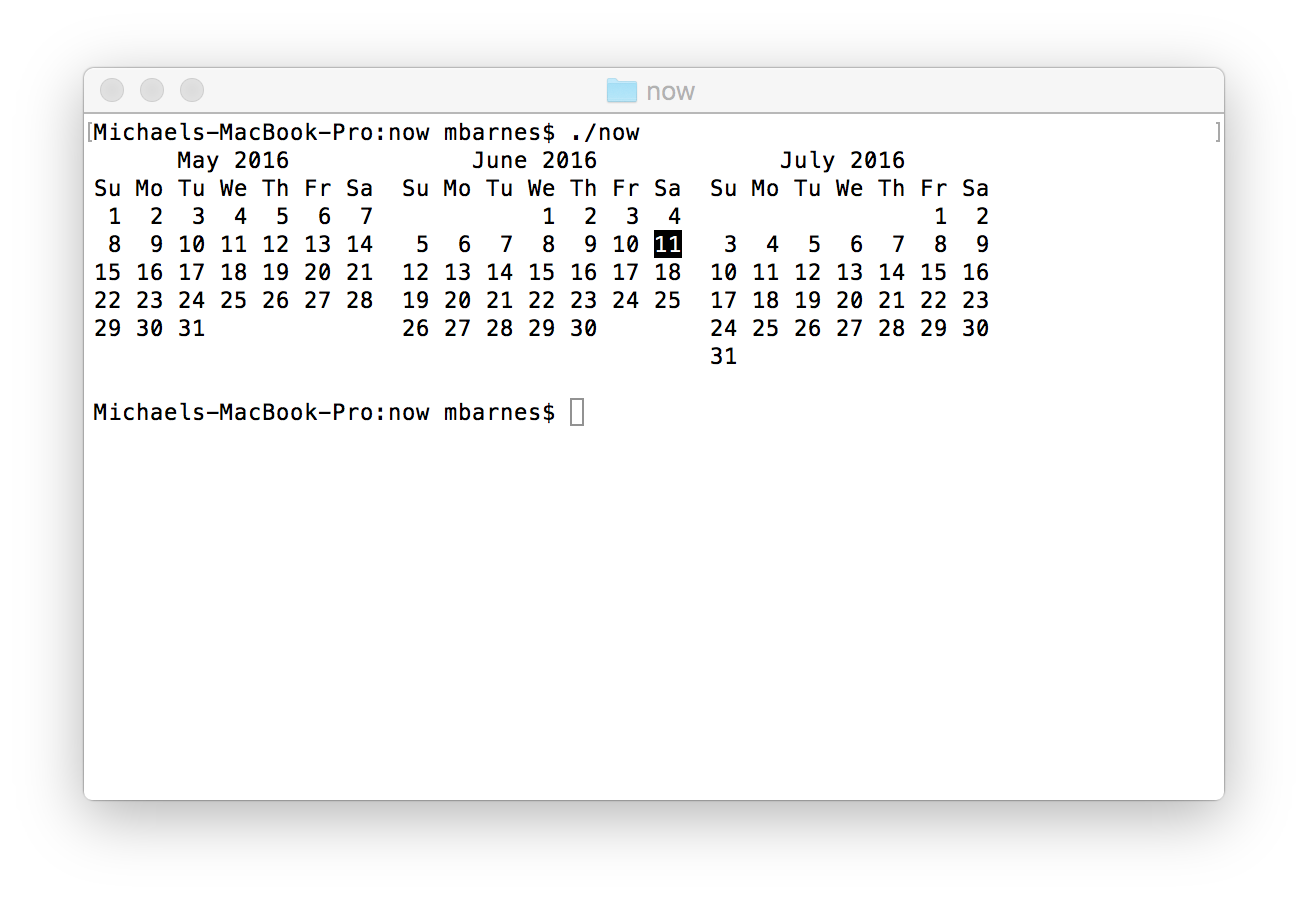 now
[Michaels-MacBook-Pro:now mbarnes$ ./now ]
      May 2016             June 2016             July 2016
Su Mo Tu We Th Fr Sa  Su Mo Tu We Th Fr Sa  Su Mo Tu We Th Fr Sa
 1  2  3  4  5  6  7            1  2  3  4                  1  2
 8  9 10 11 12 13 14   5  6  7  8  9 10 11   3  4  5  6  7  8  9
15 16 17 18 19 20 21  12 13 14 15 16 17 18  10 11 12 13 14 15 16
22 23 24 25 26 27 28  19 20 21 22 23 24 25  17 18 19 20 21 22 23
29 30 31              26 27 28 29 30        24 25 26 27 28 29 30
                                            31
Michaels-MacBook-Pro:now mbarnes$